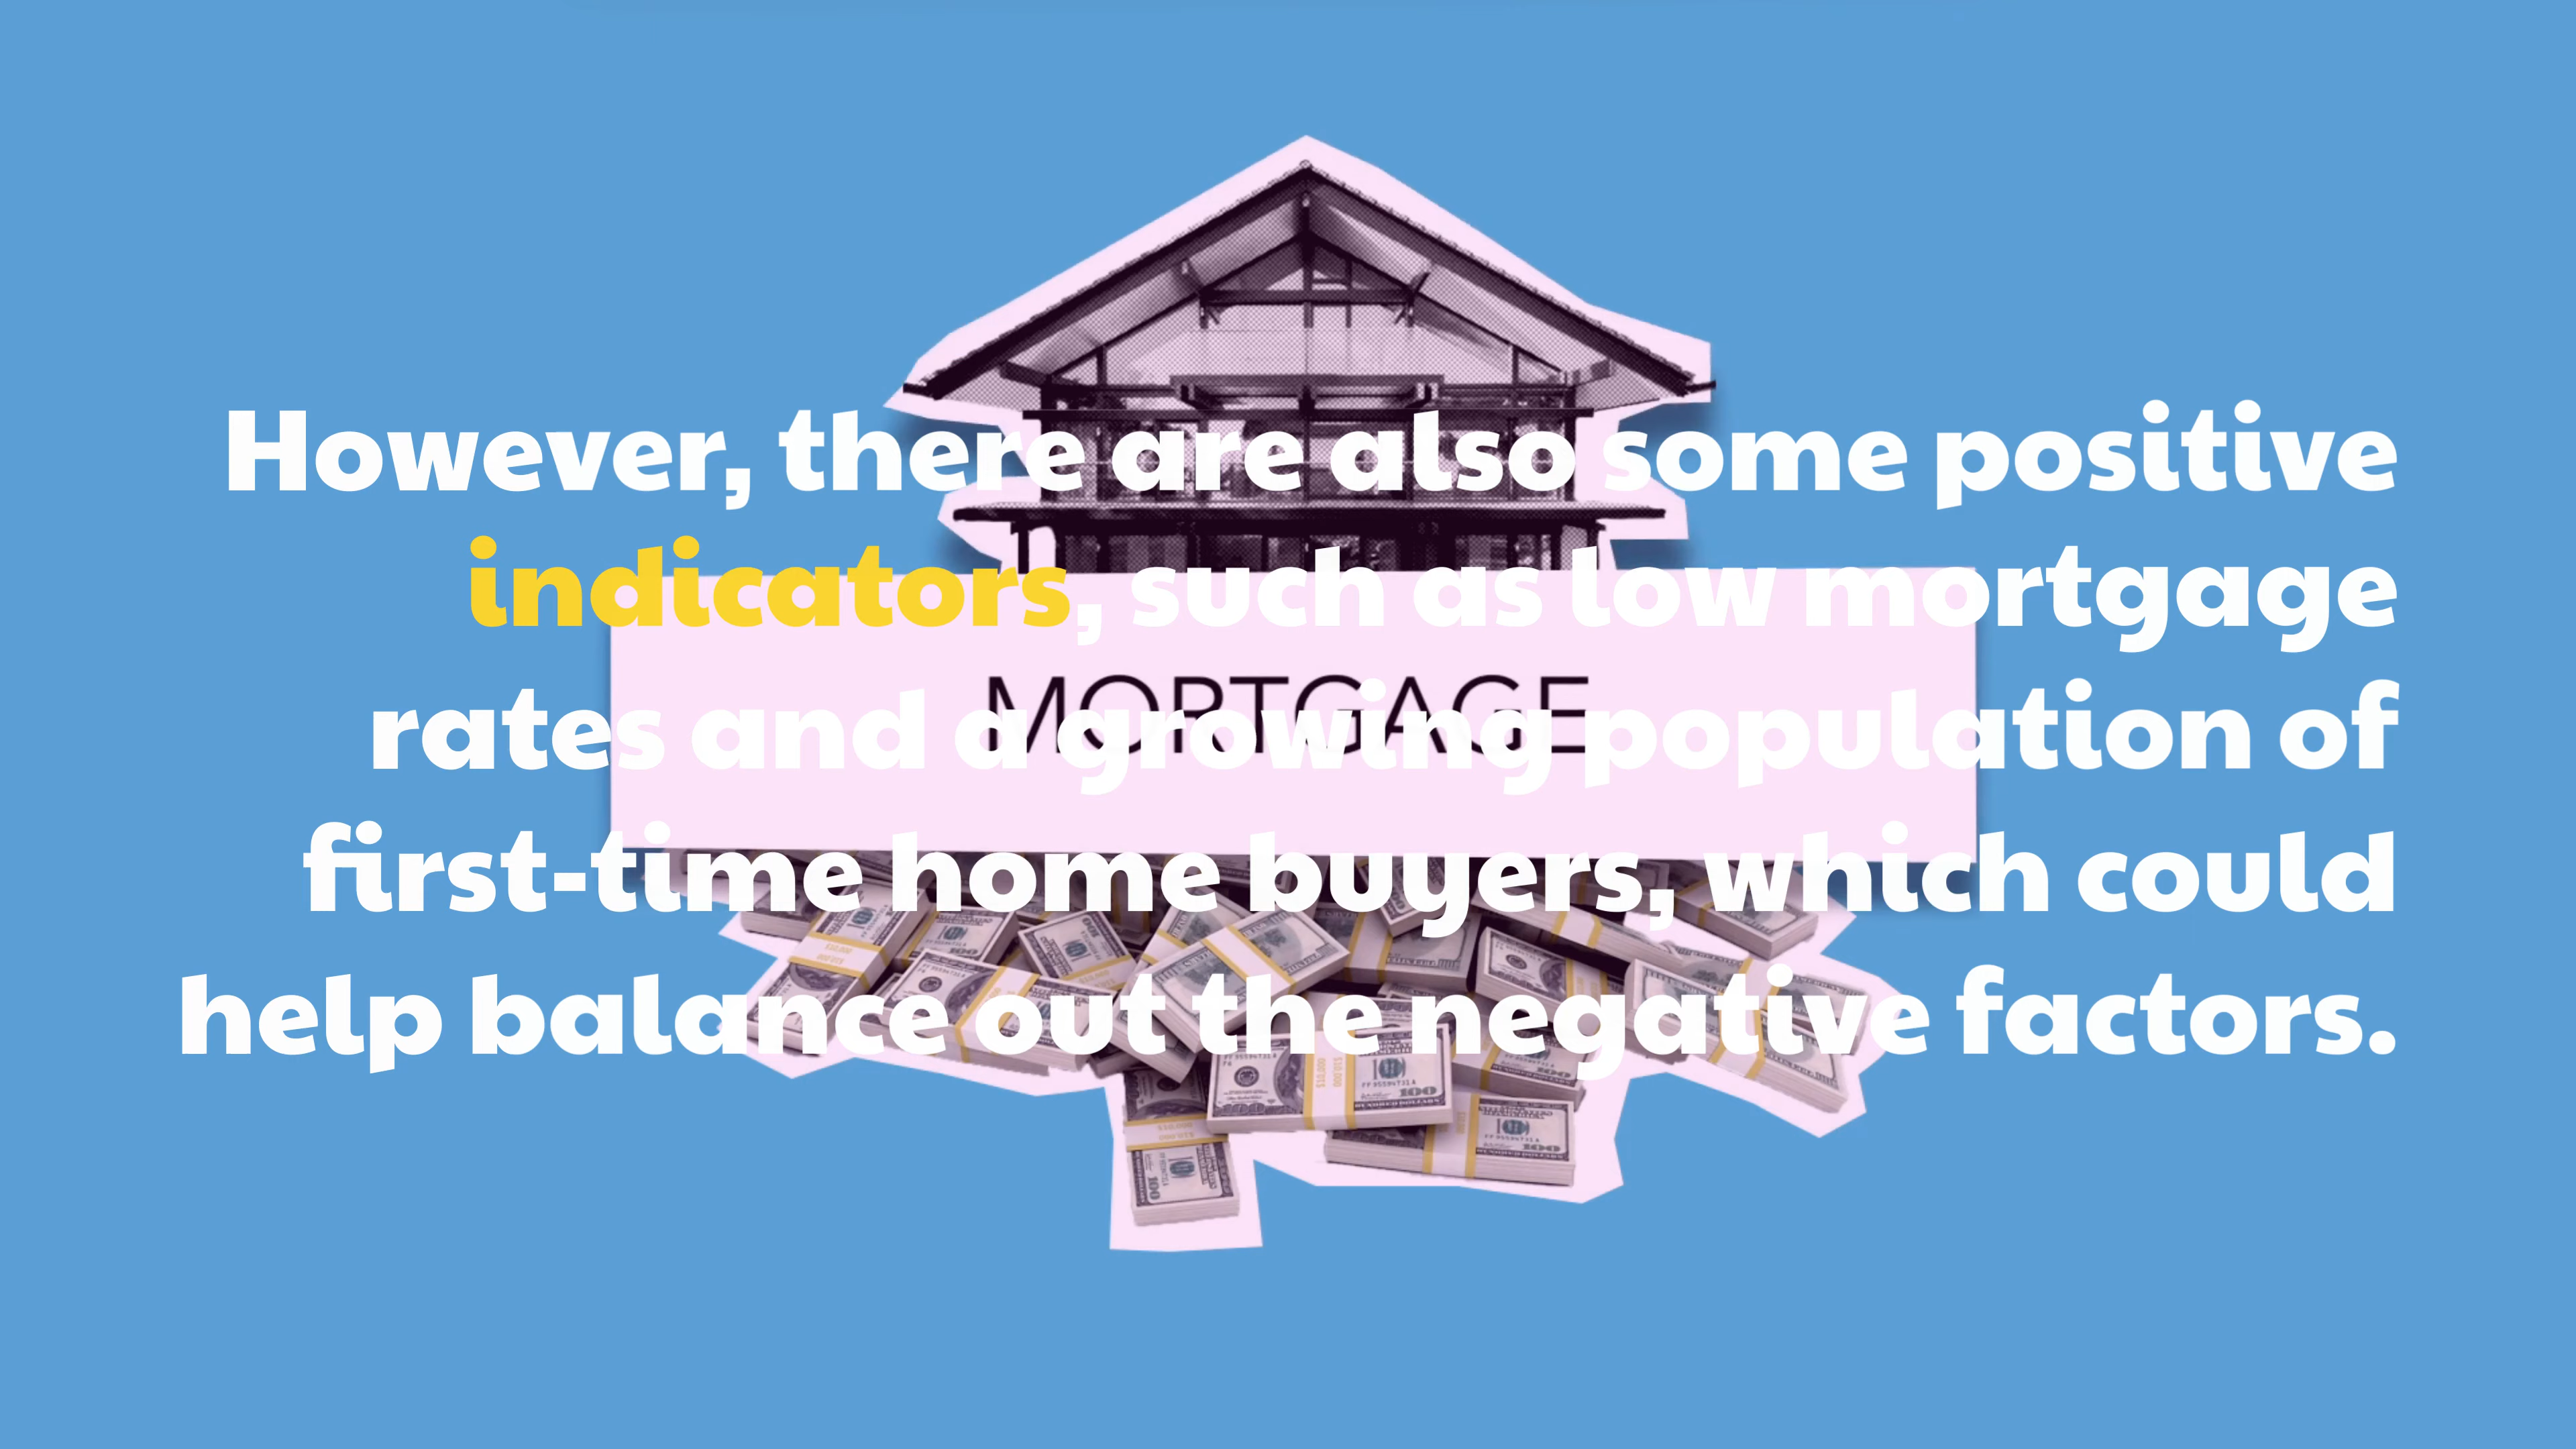 However, there are also some positive
indicators, such as low mortgage
MORTGAGE
rates and a growing population of
first-time home buyers, which could
help balance out the negative factors.